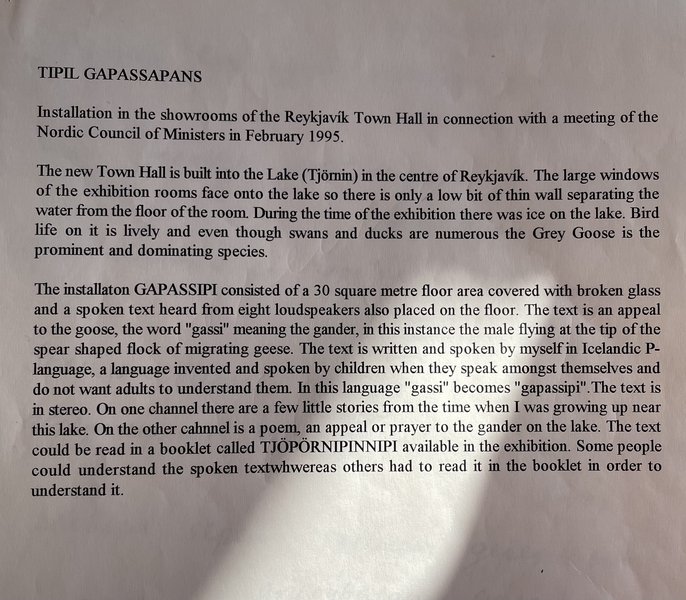 TIPIL GAPASSAPANS
Installation in the showrooms of the Reykjavík Town Hall in connection with a meeting of the
Nordic Council of Ministers in February 1995.
The new Town Hall is built into the Lake (Tjörnin) in the centre of Reykjavík. The large windows
of the exhibition rooms face onto the lake so there is only a low bit of thin wall separating the
water from the floor of the room. During the time of the exhibition there was ice on the lake. Bird
life on it is lively and even though swans and ducks are numerous the Grey Goose is the
prominent and dominating species.
The installaton GAPASSIPI consisted of a 30 square metre floor area covered with broken glass
and a spoken text heard from eight loudspeakers also placed on the floor. The text is an appeal
to the goose, the word "gassi" meaning the gander, in this instance the male flying at the tip of the
spear shaped flock of migrating geese. The text is written and spoken by myself in Icelandic P-
language, a language invented and spoken by children when they speak amongst themselves and
do not want adults to understand them. In this language "gassi" becomes "gapassipi".The text is
in stereo. On one channel there are a few little stories from the time when I was growing up near
this lake. On the other cahnnel is a poem, an appeal or prayer to the gander on the lake. The text
could be read in a booklet called TJÖPÖRNIPINNIPI available in the exhibition. Some people
could understand the spoken textwhwereas others had to read it in the booklet in order to
understand it.